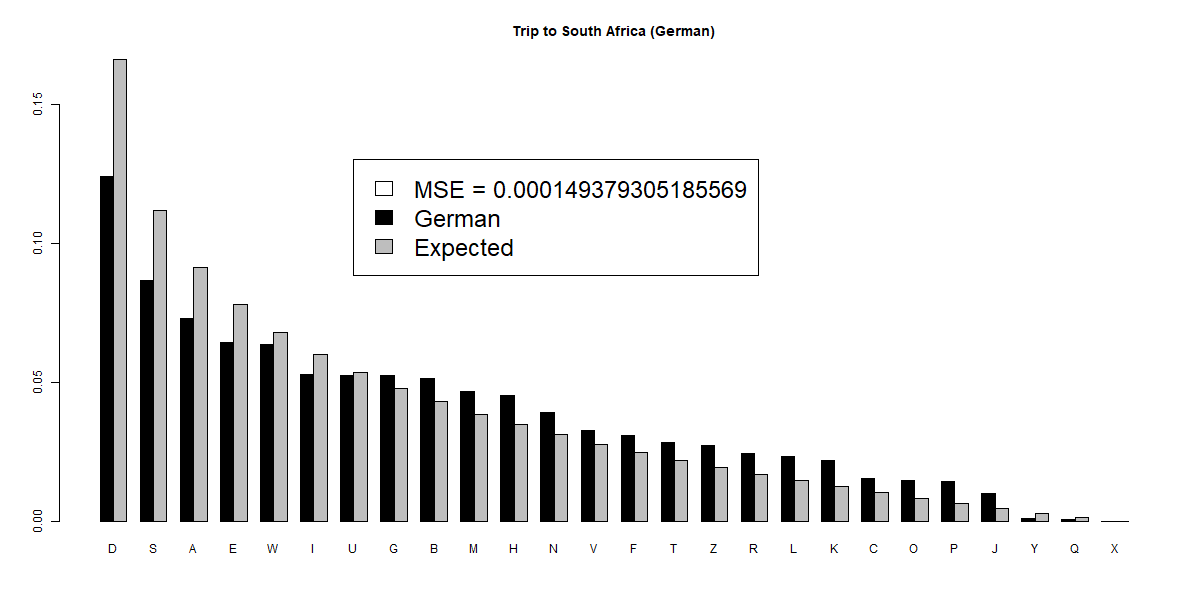 Trip to South Africa (German)
0.15
0.10
0.05
0.00
MSE = 0.000149379305185569
German
Expected
D S A E W I U G B M H N V F T Z R L K C O P J Y Q X